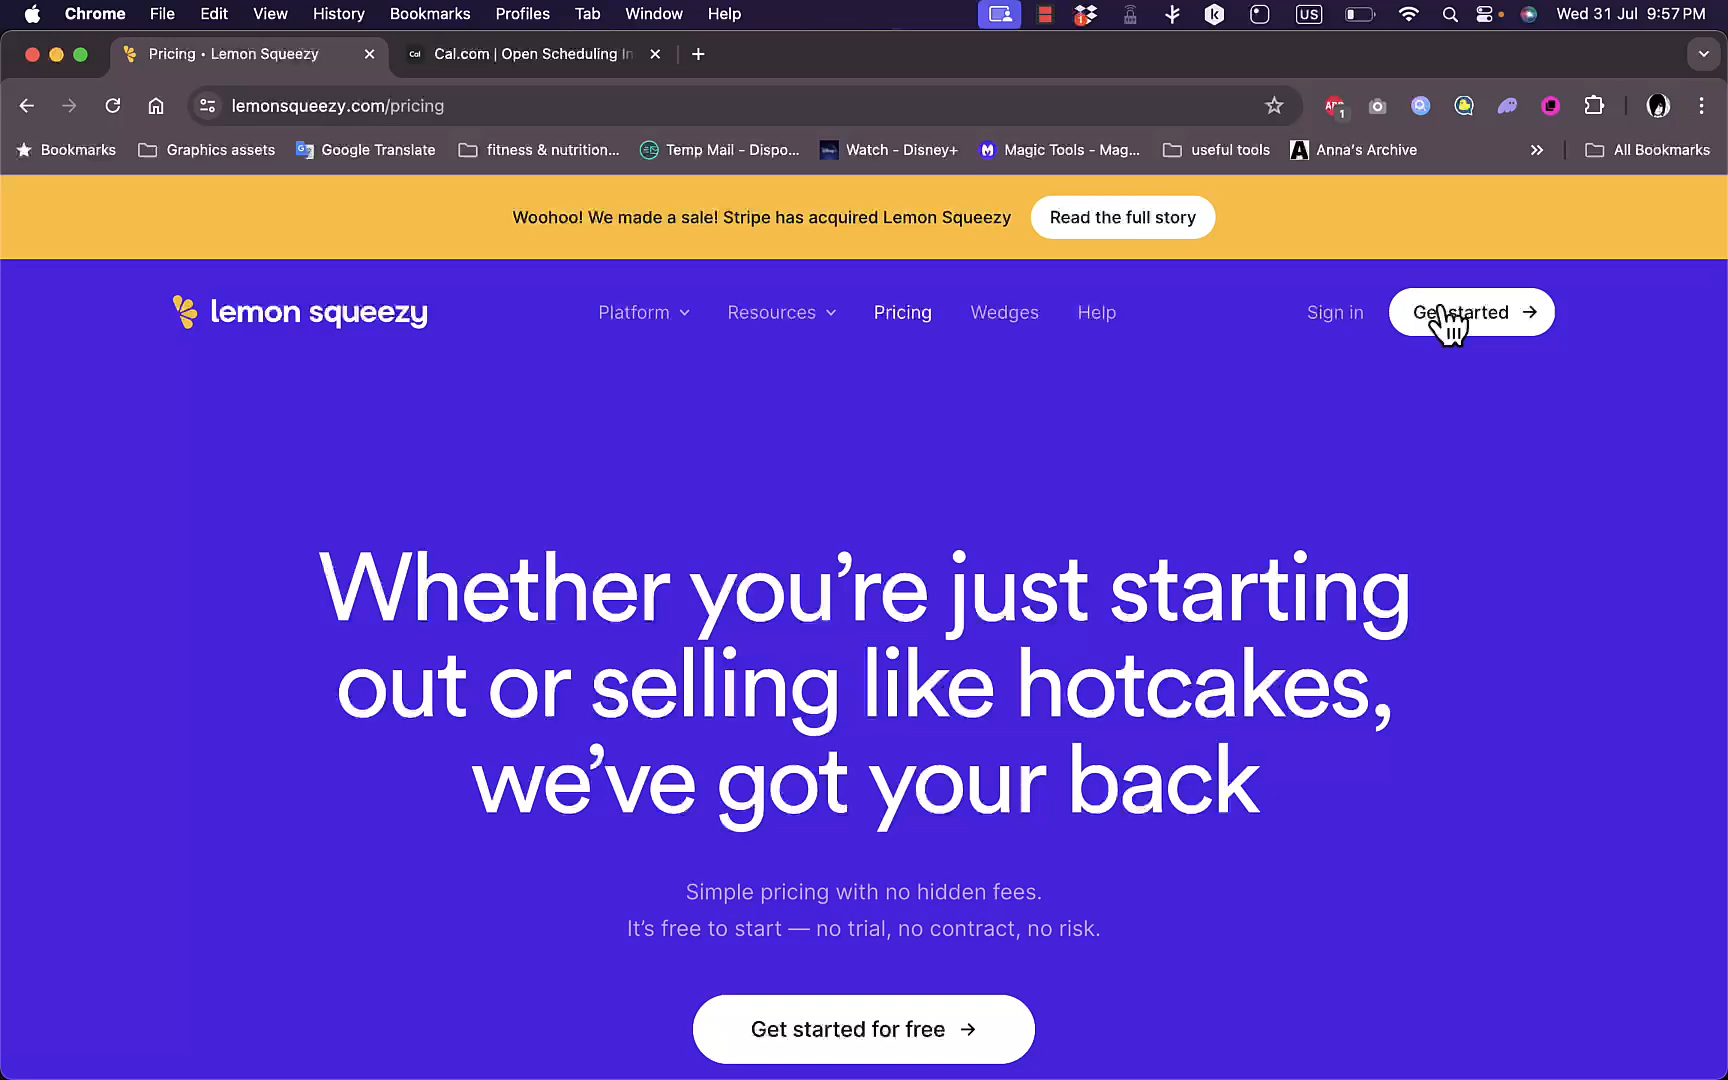 Chrome File Edit View History Bookmarks Profiles Tab Window Help 1 US Wed 31 Jul 9:57 PM
Pricing • Lemon Squeezy Cal Cal.com | Open Scheduling In
lemonsqueezy.com/pricing ABP 1
Bookmarks Graphics assets Google Translate fitness & nutrition... Temp Mail - Dispo... Watch - Disney+ Magic Tools - Mag... useful tools Anna's Archive All Bookmarks
Woohoo! We made a sale! Stripe has acquired Lemon Squeezy Read the full story
lemon squeezy Platform Resources Pricing Wedges Help Sign in Get started →
Whether you’re just starting
out or selling like hotcakes,
we’ve got your back
Simple pricing with no hidden fees.
It’s free to start — no trial, no contract, no risk.
Get started for free →